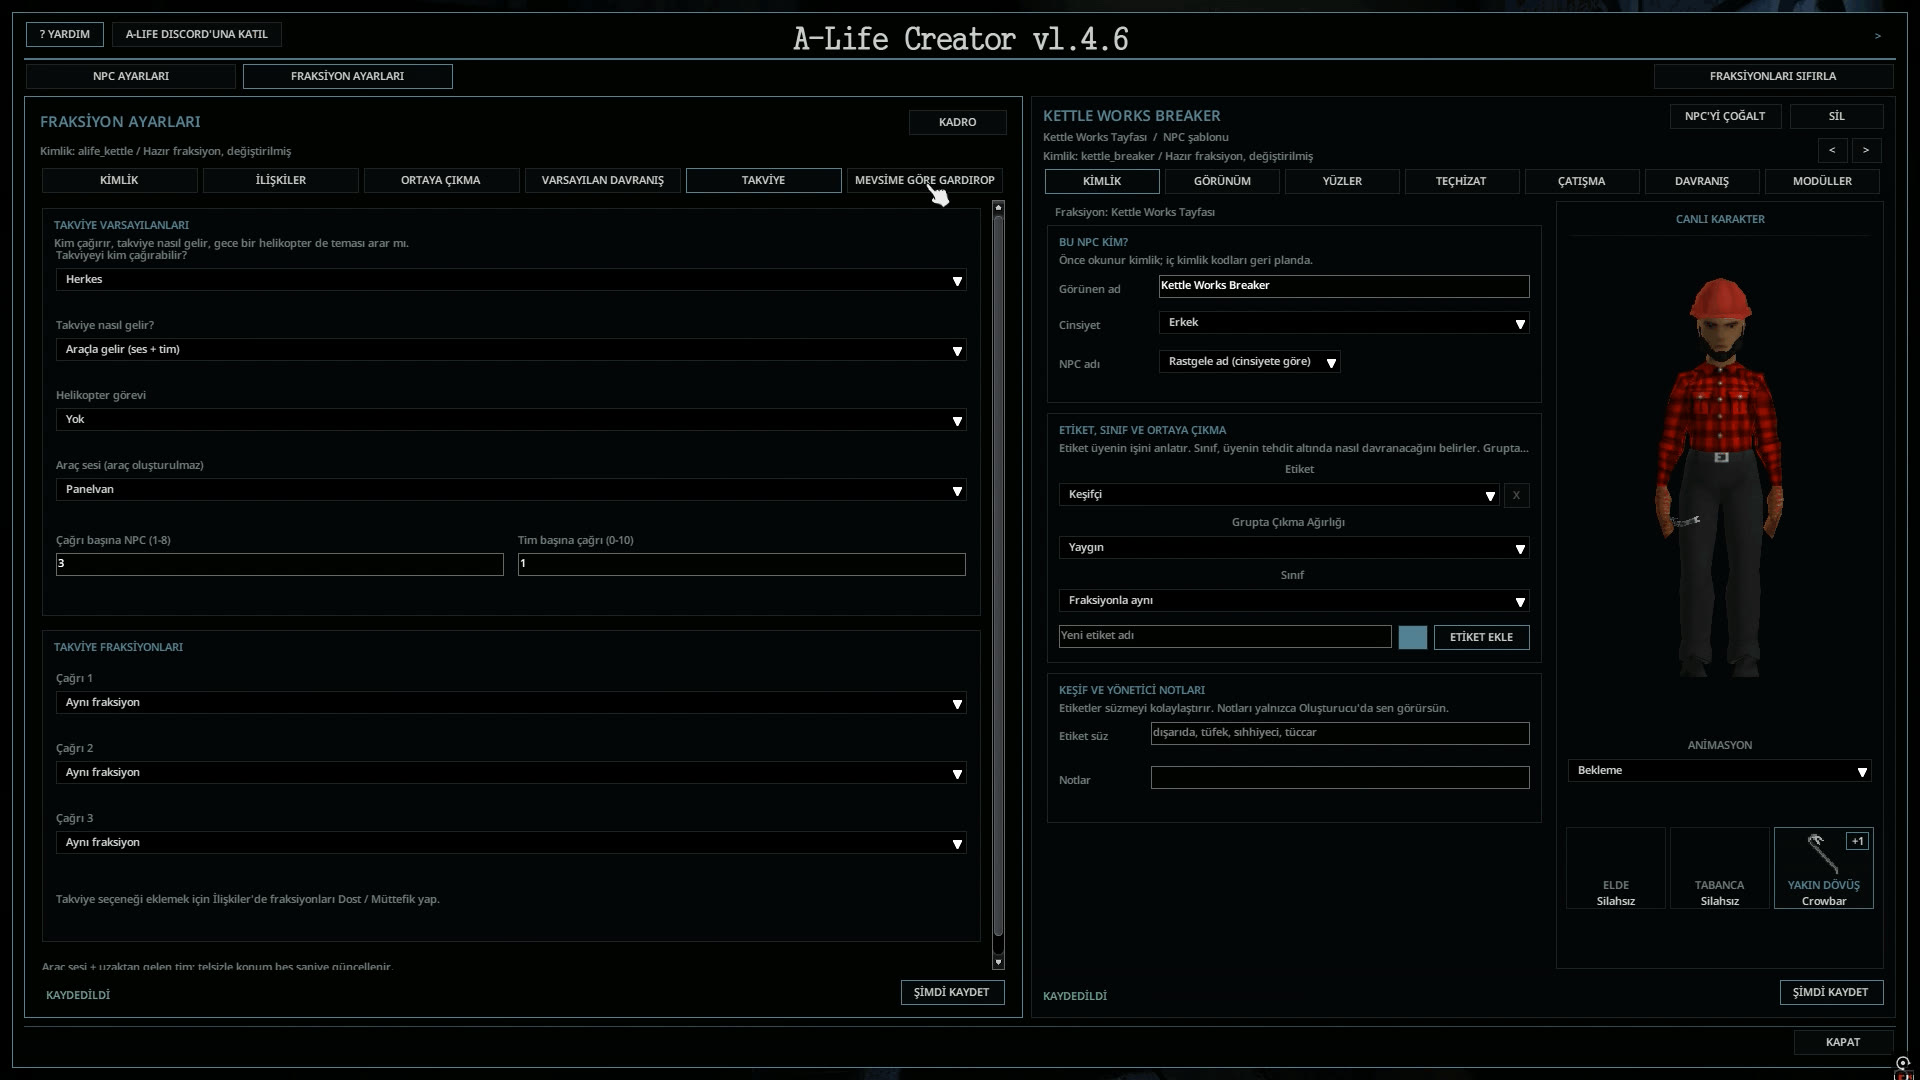 ? YARDIM
A-LIFE DISCORD'UNA KATIL
A-Life Creator v1.4.6
>
NPC AYARLARI
FRAKSİYON AYARLARI
FRAKSİYONLARI SIFIRLA
FRAKSİYON AYARLARI
KADRO
Kimlik: alife_kettle / Hazır fraksiyon, değiştirilmiş
KİMLİK
İLİŞKİLER
ORTAYA ÇIKMA
VARSAYILAN DAVRANIŞ
TAKVİYE
MEVSİME GÖRE GARDIROP
TAKVİYE VARSAYILANLARI
Kim çağırır, takviye nasıl gelir, gece bir helikopter de teması arar mı.
Takviyeyi kim çağırabilir?
Herkes
Takviye nasıl gelir?
Araçla gelir (ses + tim)
Helikopter görevi
Yok
Araç sesi (araç oluşturulmaz)
Panelvan
Çağrı başına NPC (1-8)
Tim başına çağrı (0-10)
3
1
TAKVİYE FRAKSİYONLARI
Çağrı 1
Aynı fraksiyon
Çağrı 2
Aynı fraksiyon
Çağrı 3
Aynı fraksiyon
Takviye seçeneği eklemek için İlişkiler'de fraksiyonları Dost / Müttefik yap.
Araç sesi + uzaktan gelen tim; telsizle konum beş saniye güncellenir.
KAYDEDİLDİ
ŞİMDİ KAYDET
KETTLE WORKS BREAKER
NPC'Yİ ÇOĞALT
SİL
Kettle Works Tayfası / NPC şablonu
Kimlik: kettle_breaker / Hazır fraksiyon, değiştirilmiş
<
>
KİMLİK
GÖRÜNÜM
YÜZLER
TEÇHİZAT
ÇATIŞMA
DAVRANIŞ
MODÜLLER
Fraksiyon: Kettle Works Tayfası
BU NPC KİM?
Önce okunur kimlik; iç kimlik kodları geri planda.
Görünen ad
Kettle Works Breaker
Cinsiyet
Erkek
NPC adı
Rastgele ad (cinsiyete göre)
ETİKET, SINIF VE ORTAYA ÇIKMA
Etiket üyenin işini anlatır. Sınıf, üyenin tehdit altında nasıl davranacağını belirler. Grupta...
Etiket
Keşifçi
X
Grupta Çıkma Ağırlığı
Yaygın
Sınıf
Fraksiyonla aynı
Yeni etiket adı
ETİKET EKLE
KEŞİF VE YÖNETİCİ NOTLARI
Etiketler süzmeyi kolaylaştırır. Notları yalnızca Oluşturucu'da sen görürsün.
Etiket süz
dışarıda, tüfek, sıhhiyeci, tüccar
Notlar
CANLI KARAKTER
ANİMASYON
Bekleme
+1
ELDE
Silahsız
TABANCA
Silahsız
YAKIN DÖVÜŞ
Crowbar
KAYDEDİLDİ
ŞİMDİ KAYDET
KAPAT